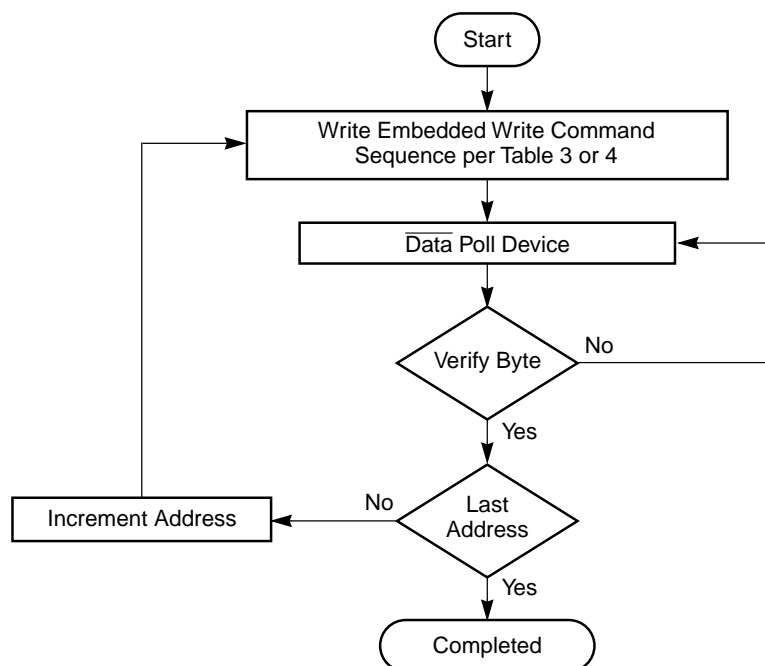 Start
Write Embedded Write Command
Sequence per Table 3 or 4
Data Poll Device
Verify Byte
No
Yes
Increment Address
No
Last
Address
Yes
Completed